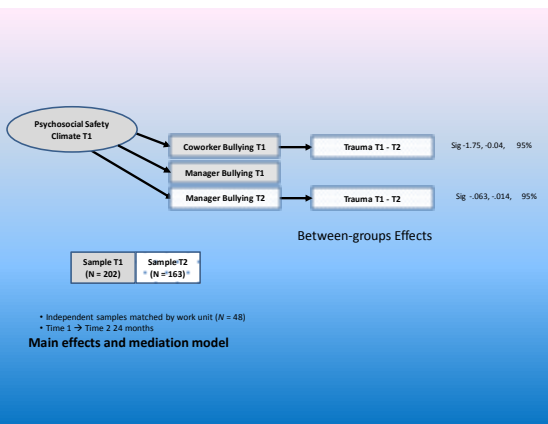 Psychosocial Safety
Climate T1
Coworker Bullying T1
Trauma T1 - T2
Sig -1.75, -0.04, 95%
Manager Bullying T1
Manager Bullying T2
Trauma T1 - T2
Sig -.063, -.014, 95%
Between-groups Effects
Sample T1
(N = 202)
Sample T2
(N = 163)
• Independent samples matched by work unit (N = 48)
• Time 1 → Time 2 24 months
Main effects and mediation model